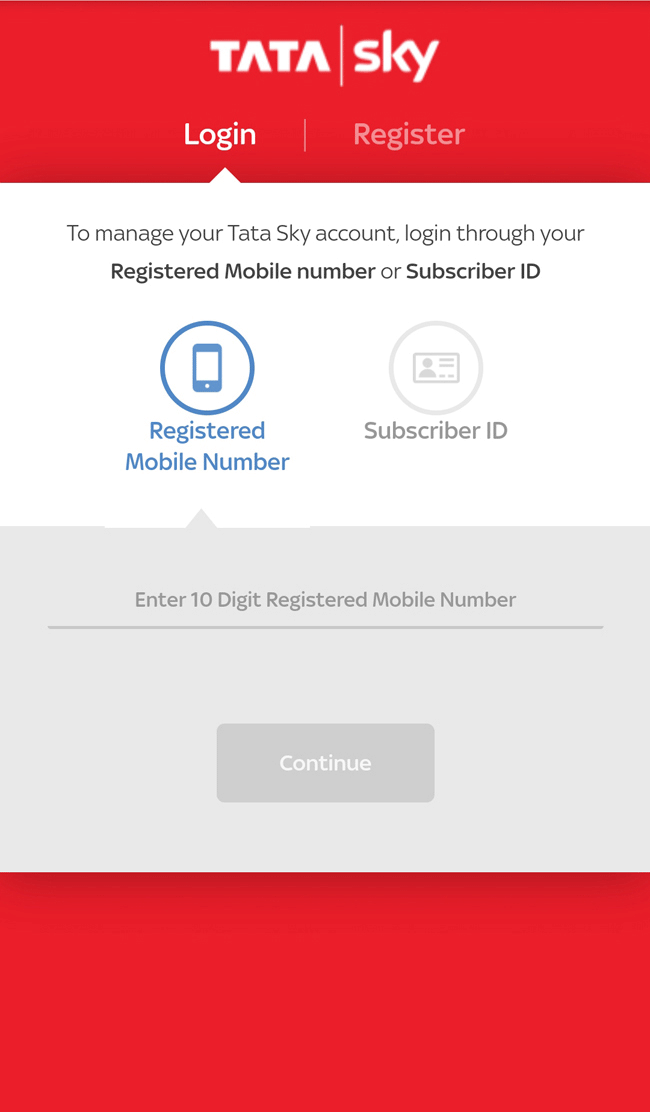 TATA sky
Login
Register
To manage your Tata Sky account, login through your
Registered Mobile number or Subscriber ID
Registered
Mobile Number
Subscriber ID
Enter 10 Digit Registered Mobile Number
Continue